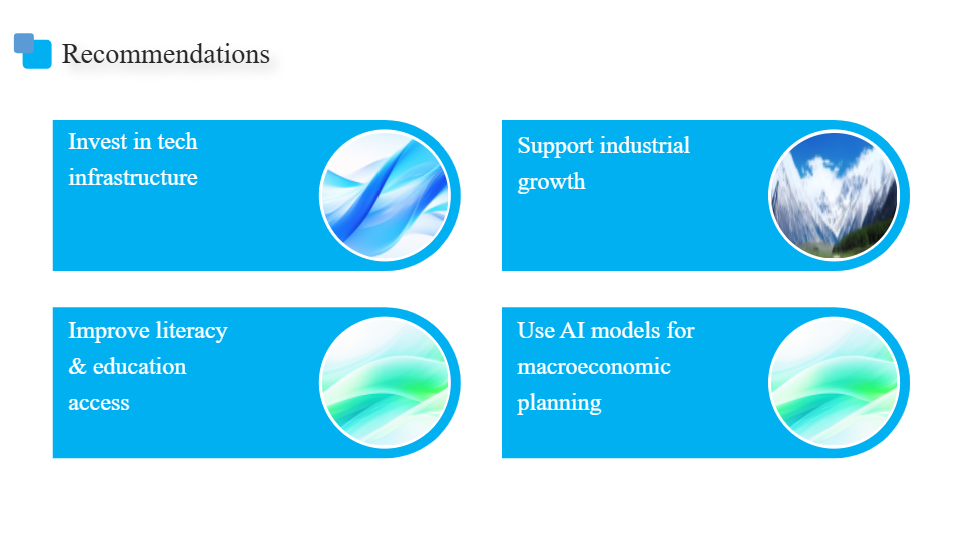 Recommendations
Invest in tech
infrastructure
Support industrial
growth
Improve literacy
& education
access
Use AI models for
macroeconomic
planning